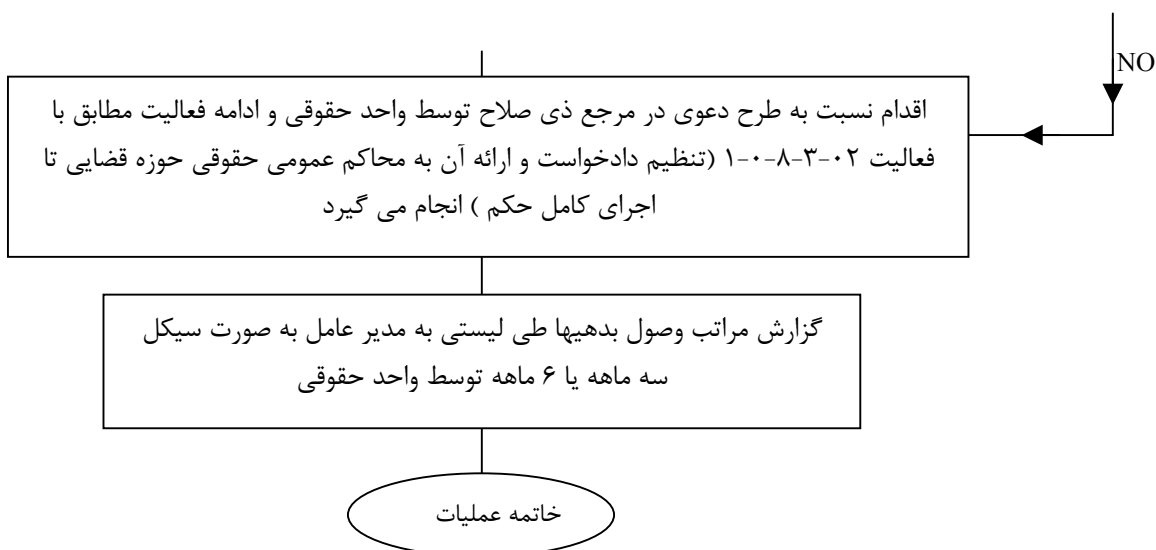 NO
اقدام نسبت به طرح دعوی در مرجع ذی صلاح توسط واحد حقوقی و ادامه فعالیت مطابق با
فعالیت ۰۲-۳-۸-۰-۱ (تنظیم دادخواست و ارائه آن به محاکم عمومی حقوقی حوزه قضایی تا
اجرای کامل حکم ) انجام می گیرد
گزارش مراتب وصول بدهیها طی لیستی به مدیر عامل به صورت سیکل
سه ماهه یا ۶ ماهه توسط واحد حقوقی
خاتمه عملیات